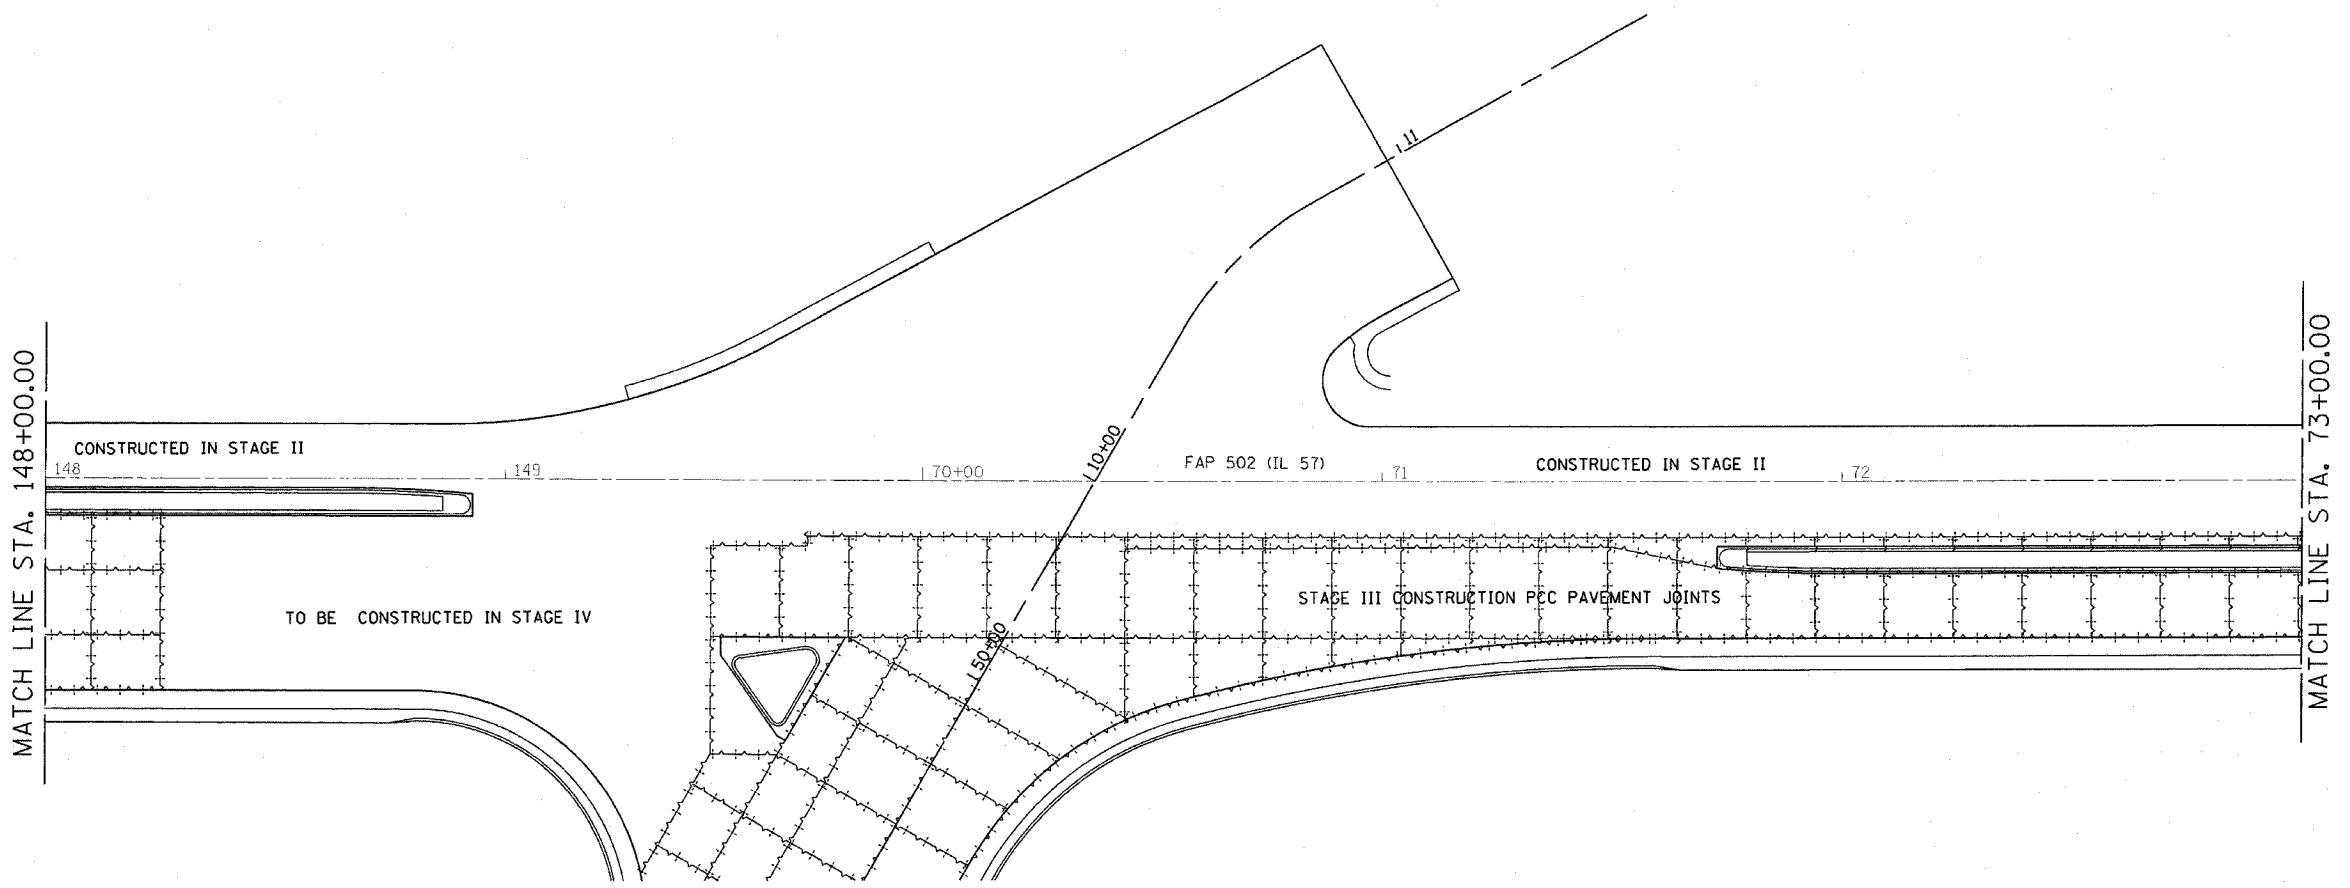 MATCH LINE STA. 148+00.00
11
CONSTRUCTED IN STAGE II
148
149
70+00
10+00
FAP 502 (IL 57)
71
CONSTRUCTED IN STAGE II
72
TO BE CONSTRUCTED IN STAGE IV
STAGE III CONSTRUCTION PCC PAVEMENT JOINTS
50+00
MATCH LINE STA. 73+00.00